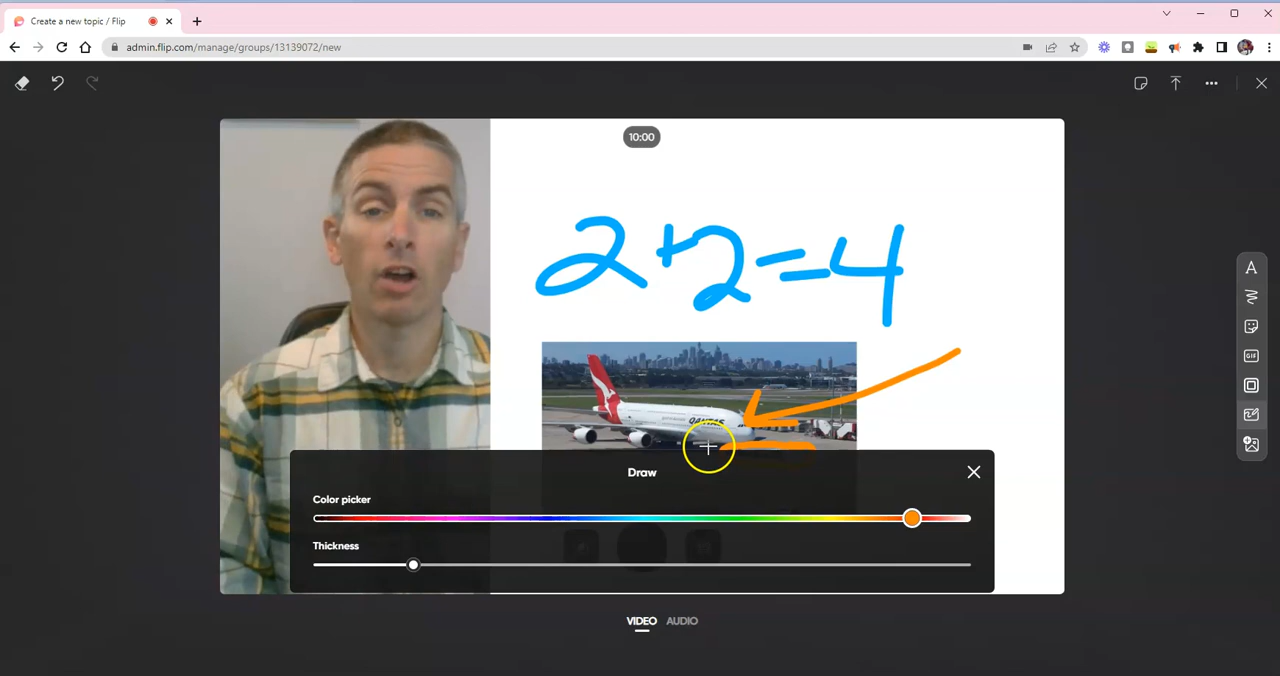 Create a new topic / Flip
admin.flip.com/manage/groups/13139072/new
10:00
2+2=4
QANTAS
Draw
Color picker
Thickness
VIDEO AUDIO
A
GIF